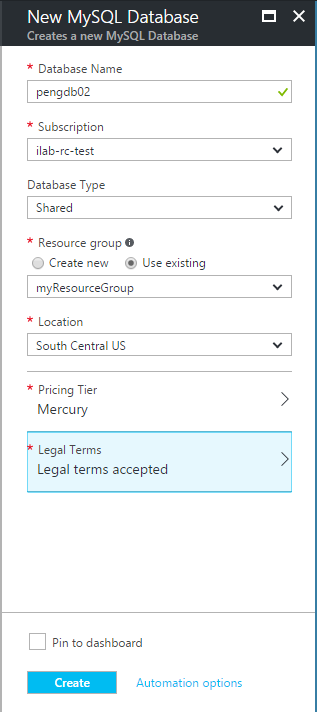 New MySQL Database
Creates a new MySQL Database
* Database Name
pengdb02
* Subscription
ilab-rc-test
Database Type
Shared
* Resource group
Create new Use existing
myResourceGroup
* Location
South Central US
* Pricing Tier
Mercury
* Legal Terms
Legal terms accepted
Pin to dashboard
Create Automation options